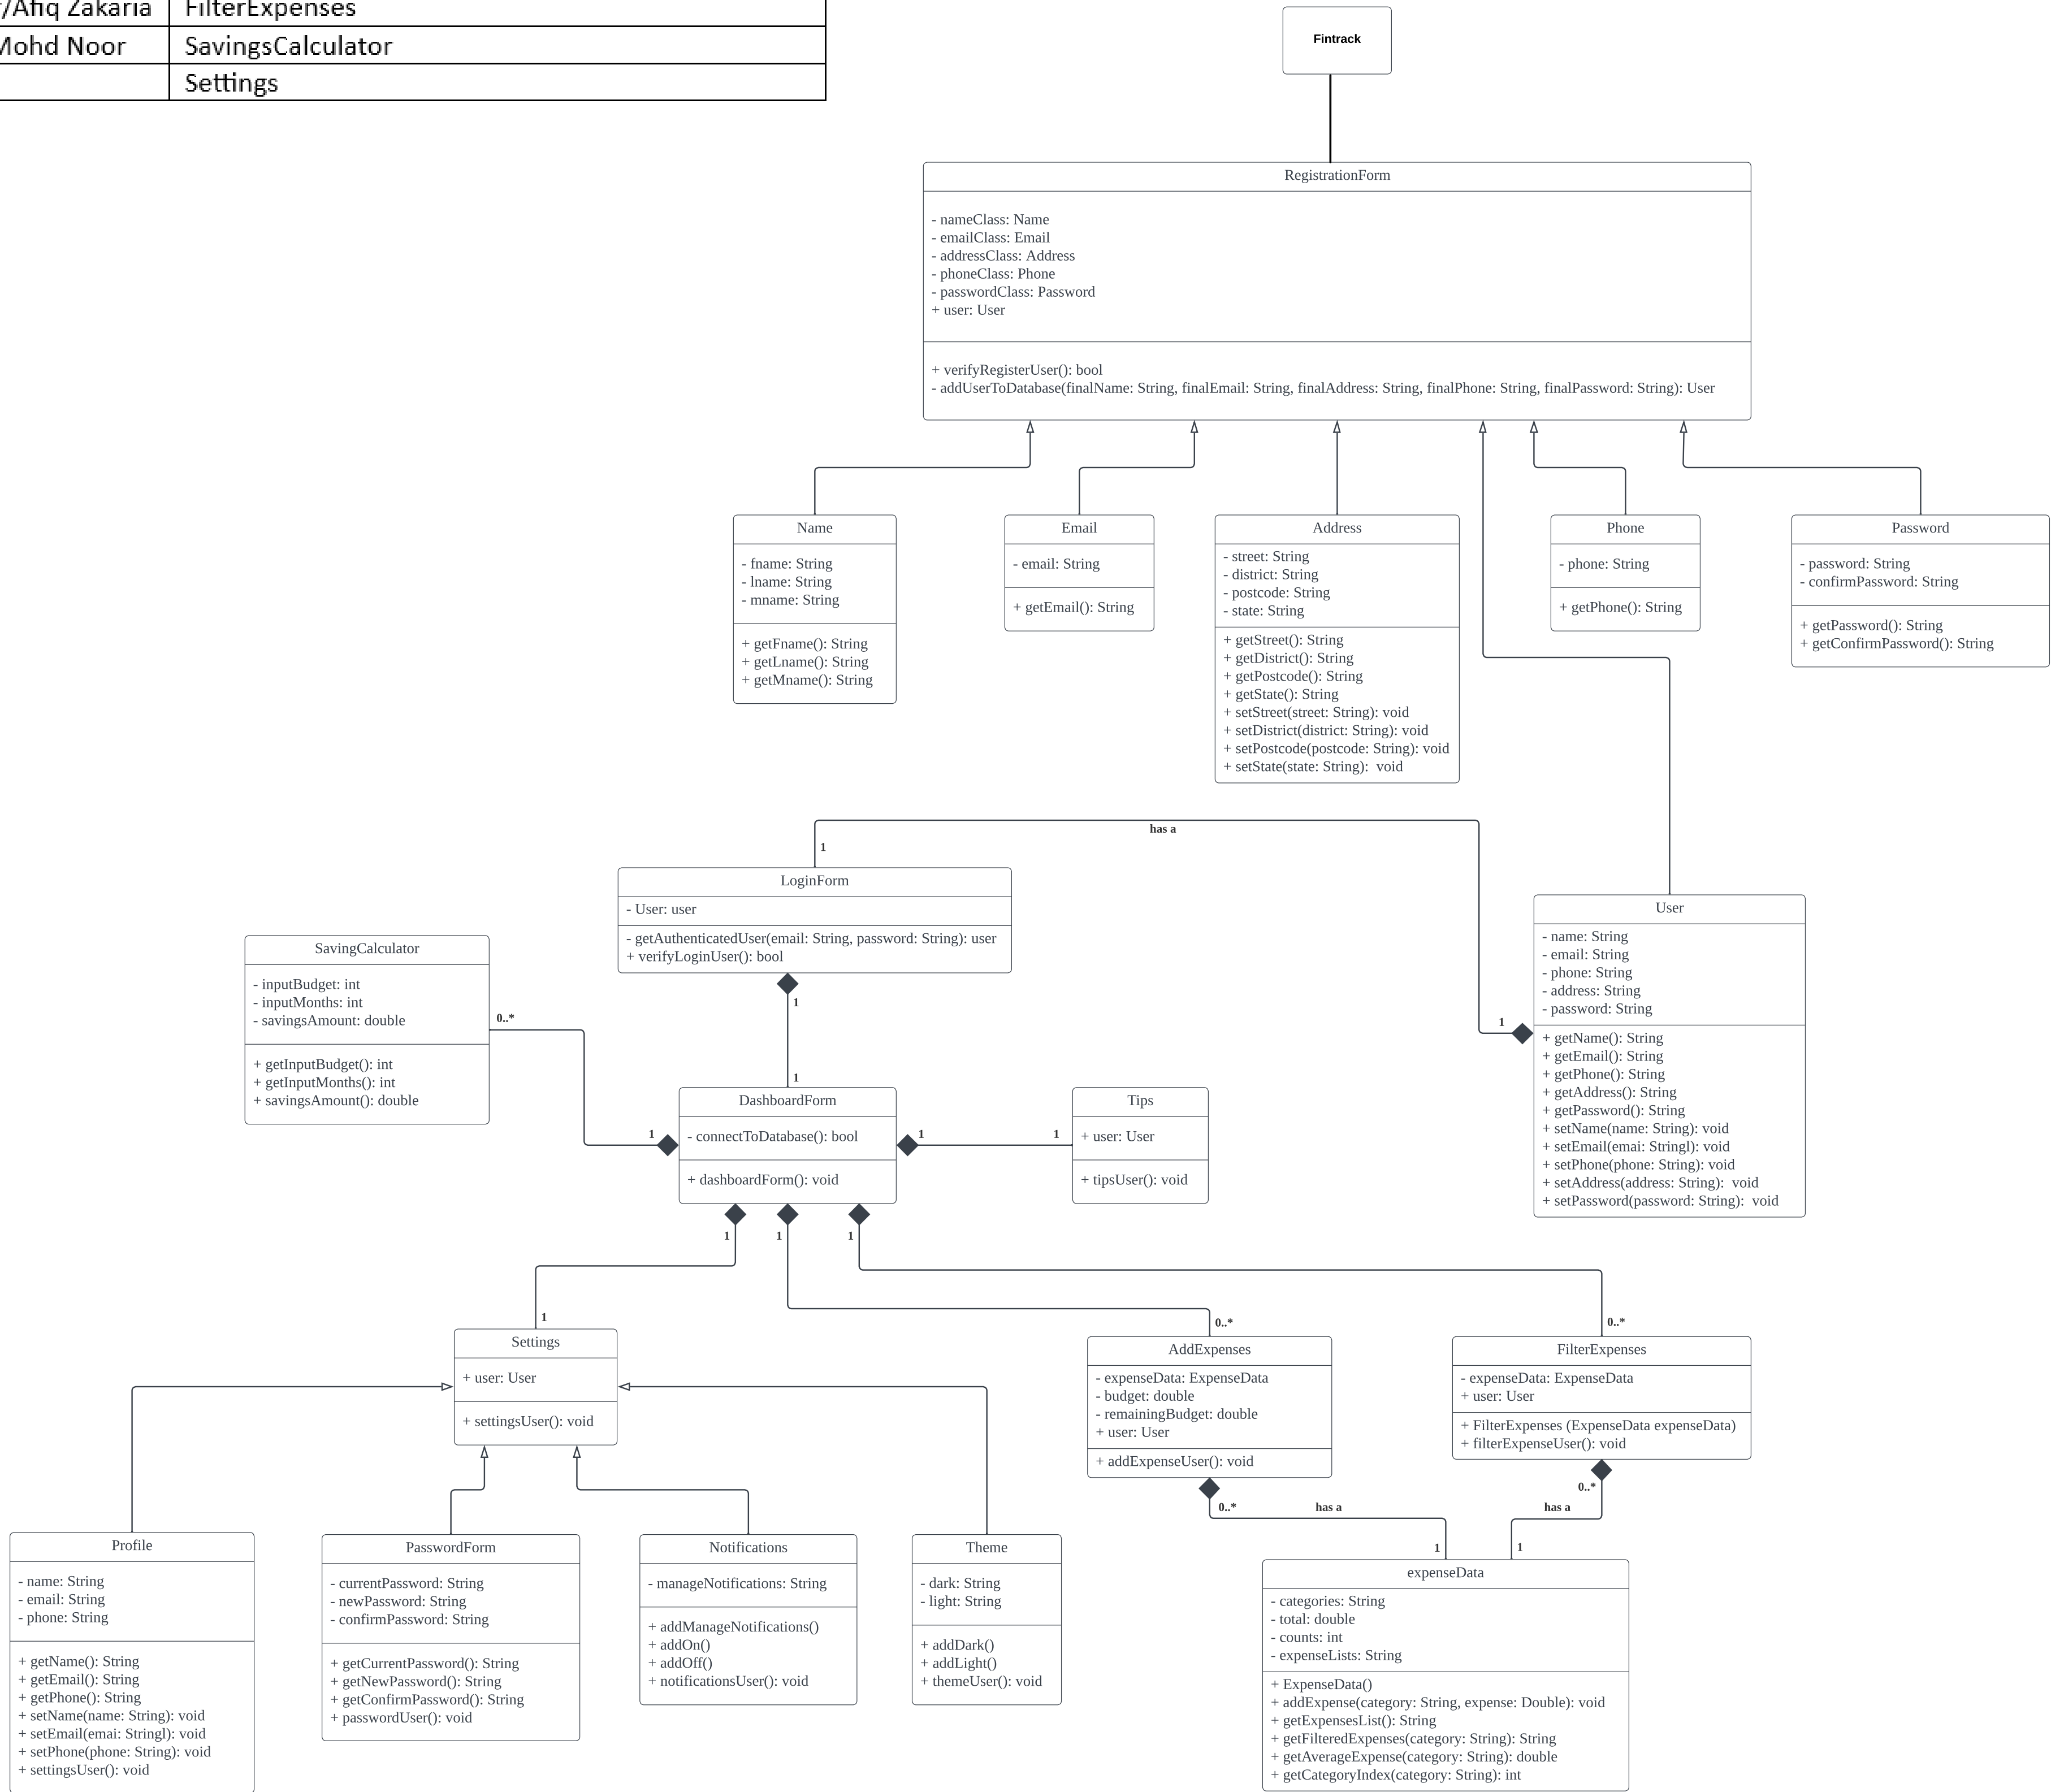 /Afiq Zakaria FilterExpenses
Mohd Noor SavingsCalculator
Settings
Fintrack
RegistrationForm
- nameClass: Name
- emailClass: Email
- addressClass: Address
- phoneClass: Phone
- passwordClass: Password
+ user: User
+ verifyRegisterUser(): bool
- addUserToDatabase(finalName: String, finalEmail: String, finalAddress: String, finalPhone: String, finalPassword: String): User
Name
- fname: String
- lname: String
- mname: String
+ getFname(): String
+ getLname(): String
+ getMname(): String
Email
- email: String
+ getEmail(): String
Address
- street: String
- district: String
- postcode: String
- state: String
+ getStreet(): String
+ getDistrict(): String
+ getPostcode(): String
+ getState(): String
+ setStreet(street: String): void
+ setDistrict(district: String): void
+ setPostcode(postcode: String): void
+ setState(state: String):  void
Phone
- phone: String
+ getPhone(): String
Password
- password: String
- confirmPassword: String
+ getPassword(): String
+ getConfirmPassword(): String
has a
1
LoginForm
- User: user
- getAuthenticatedUser(email: String, password: String): user
+ verifyLoginUser(): bool
1
1
User
- name: String
- email: String
- phone: String
- address: String
- password: String
+ getName(): String
+ getEmail(): String
+ getPhone(): String
+ getAddress(): String
+ getPassword(): String
+ setName(name: String): void
+ setEmail(emai: Stringl): void
+ setPhone(phone: String): void
+ setAddress(address: String):  void
+ setPassword(password: String):  void
1
SavingCalculator
- inputBudget: int
- inputMonths: int
- savingsAmount: double
+ getInputBudget(): int
+ getInputMonths(): int
+ savingsAmount(): double
0..*
1
DashboardForm
- connectToDatabase(): bool
+ dashboardForm(): void
1
1
Tips
+ user: User
+ tipsUser(): void
1
1
1
1
0..*
0..*
Settings
+ user: User
+ settingsUser(): void
AddExpenses
- expenseData: ExpenseData
- budget: double
- remainingBudget: double
+ user: User
+ addExpenseUser(): void
FilterExpenses
- expenseData: ExpenseData
+ user: User
+ FilterExpenses (ExpenseData expenseData)
+ filterExpenseUser(): void
0..*
has a
has a
0..*
1
1
Profile
- name: String
- email: String
- phone: String
+ getName(): String
+ getEmail(): String
+ getPhone(): String
+ setName(name: String): void
+ setEmail(emai: Stringl): void
+ setPhone(phone: String): void
+ settingsUser(): void
PasswordForm
- currentPassword: String
- newPassword: String
- confirmPassword: String
+ getCurrentPassword(): String
+ getNewPassword(): String
+ getConfirmPassword(): String
+ passwordUser(): void
Notifications
- manageNotifications: String
+ addManageNotifications()
+ addOn()
+ addOff()
+ notificationsUser(): void
Theme
- dark: String
- light: String
+ addDark()
+ addLight()
+ themeUser(): void
expenseData
- categories: String
- total: double
- counts: int
- expenseLists: String
+ ExpenseData()
+ addExpense(category: String, expense: Double): void
+ getExpensesList(): String
+ getFilteredExpenses(category: String): String
+ getAverageExpense(category: String): double
+ getCategoryIndex(category: String): int